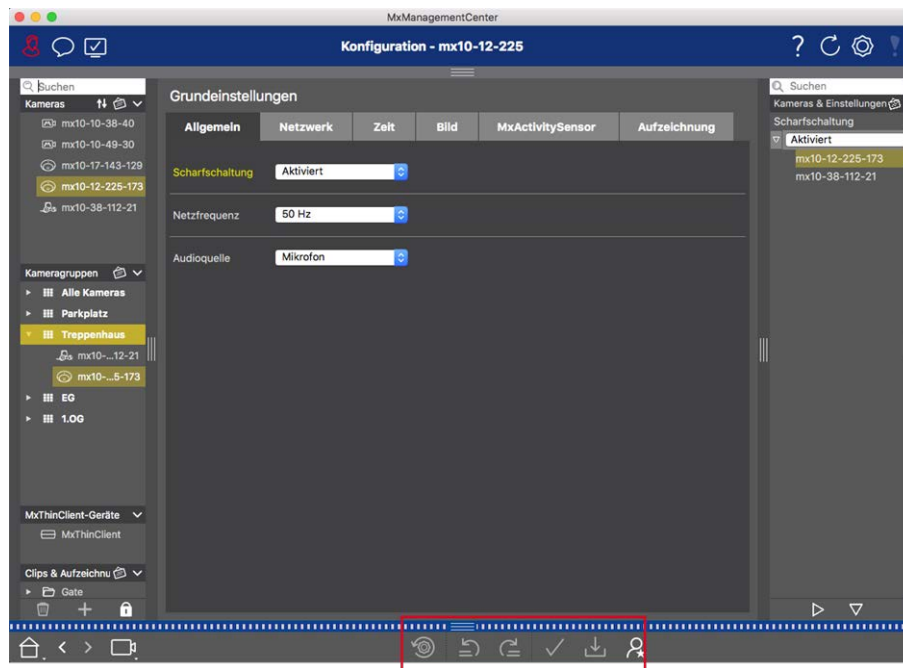 MxManagementCenter
Konfiguration - mx10-12-225
Suchen
Kameras
mx10-10-38-40
mx10-10-49-30
mx10-17-143-129
mx10-12-225-173
mx10-38-112-21
Kameragruppen
Alle Kameras
Parkplatz
Treppenhaus
mx10-...12-21
mx10-...5-173
EG
1.OG
MxThinClient-Geräte
MxThinClient
Clips & Aufzeichnu
Gate
Grundeinstellungen
Allgemein Netzwerk Zeit Bild MxActivitySensor Aufzeichnung
Scharfschaltung Aktiviert
Netzfrequenz 50 Hz
Audioquelle Mikrofon
Suchen
Kameras & Einstellungen
Scharfschaltung
Aktiviert
mx10-12-225-173
mx10-38-112-21